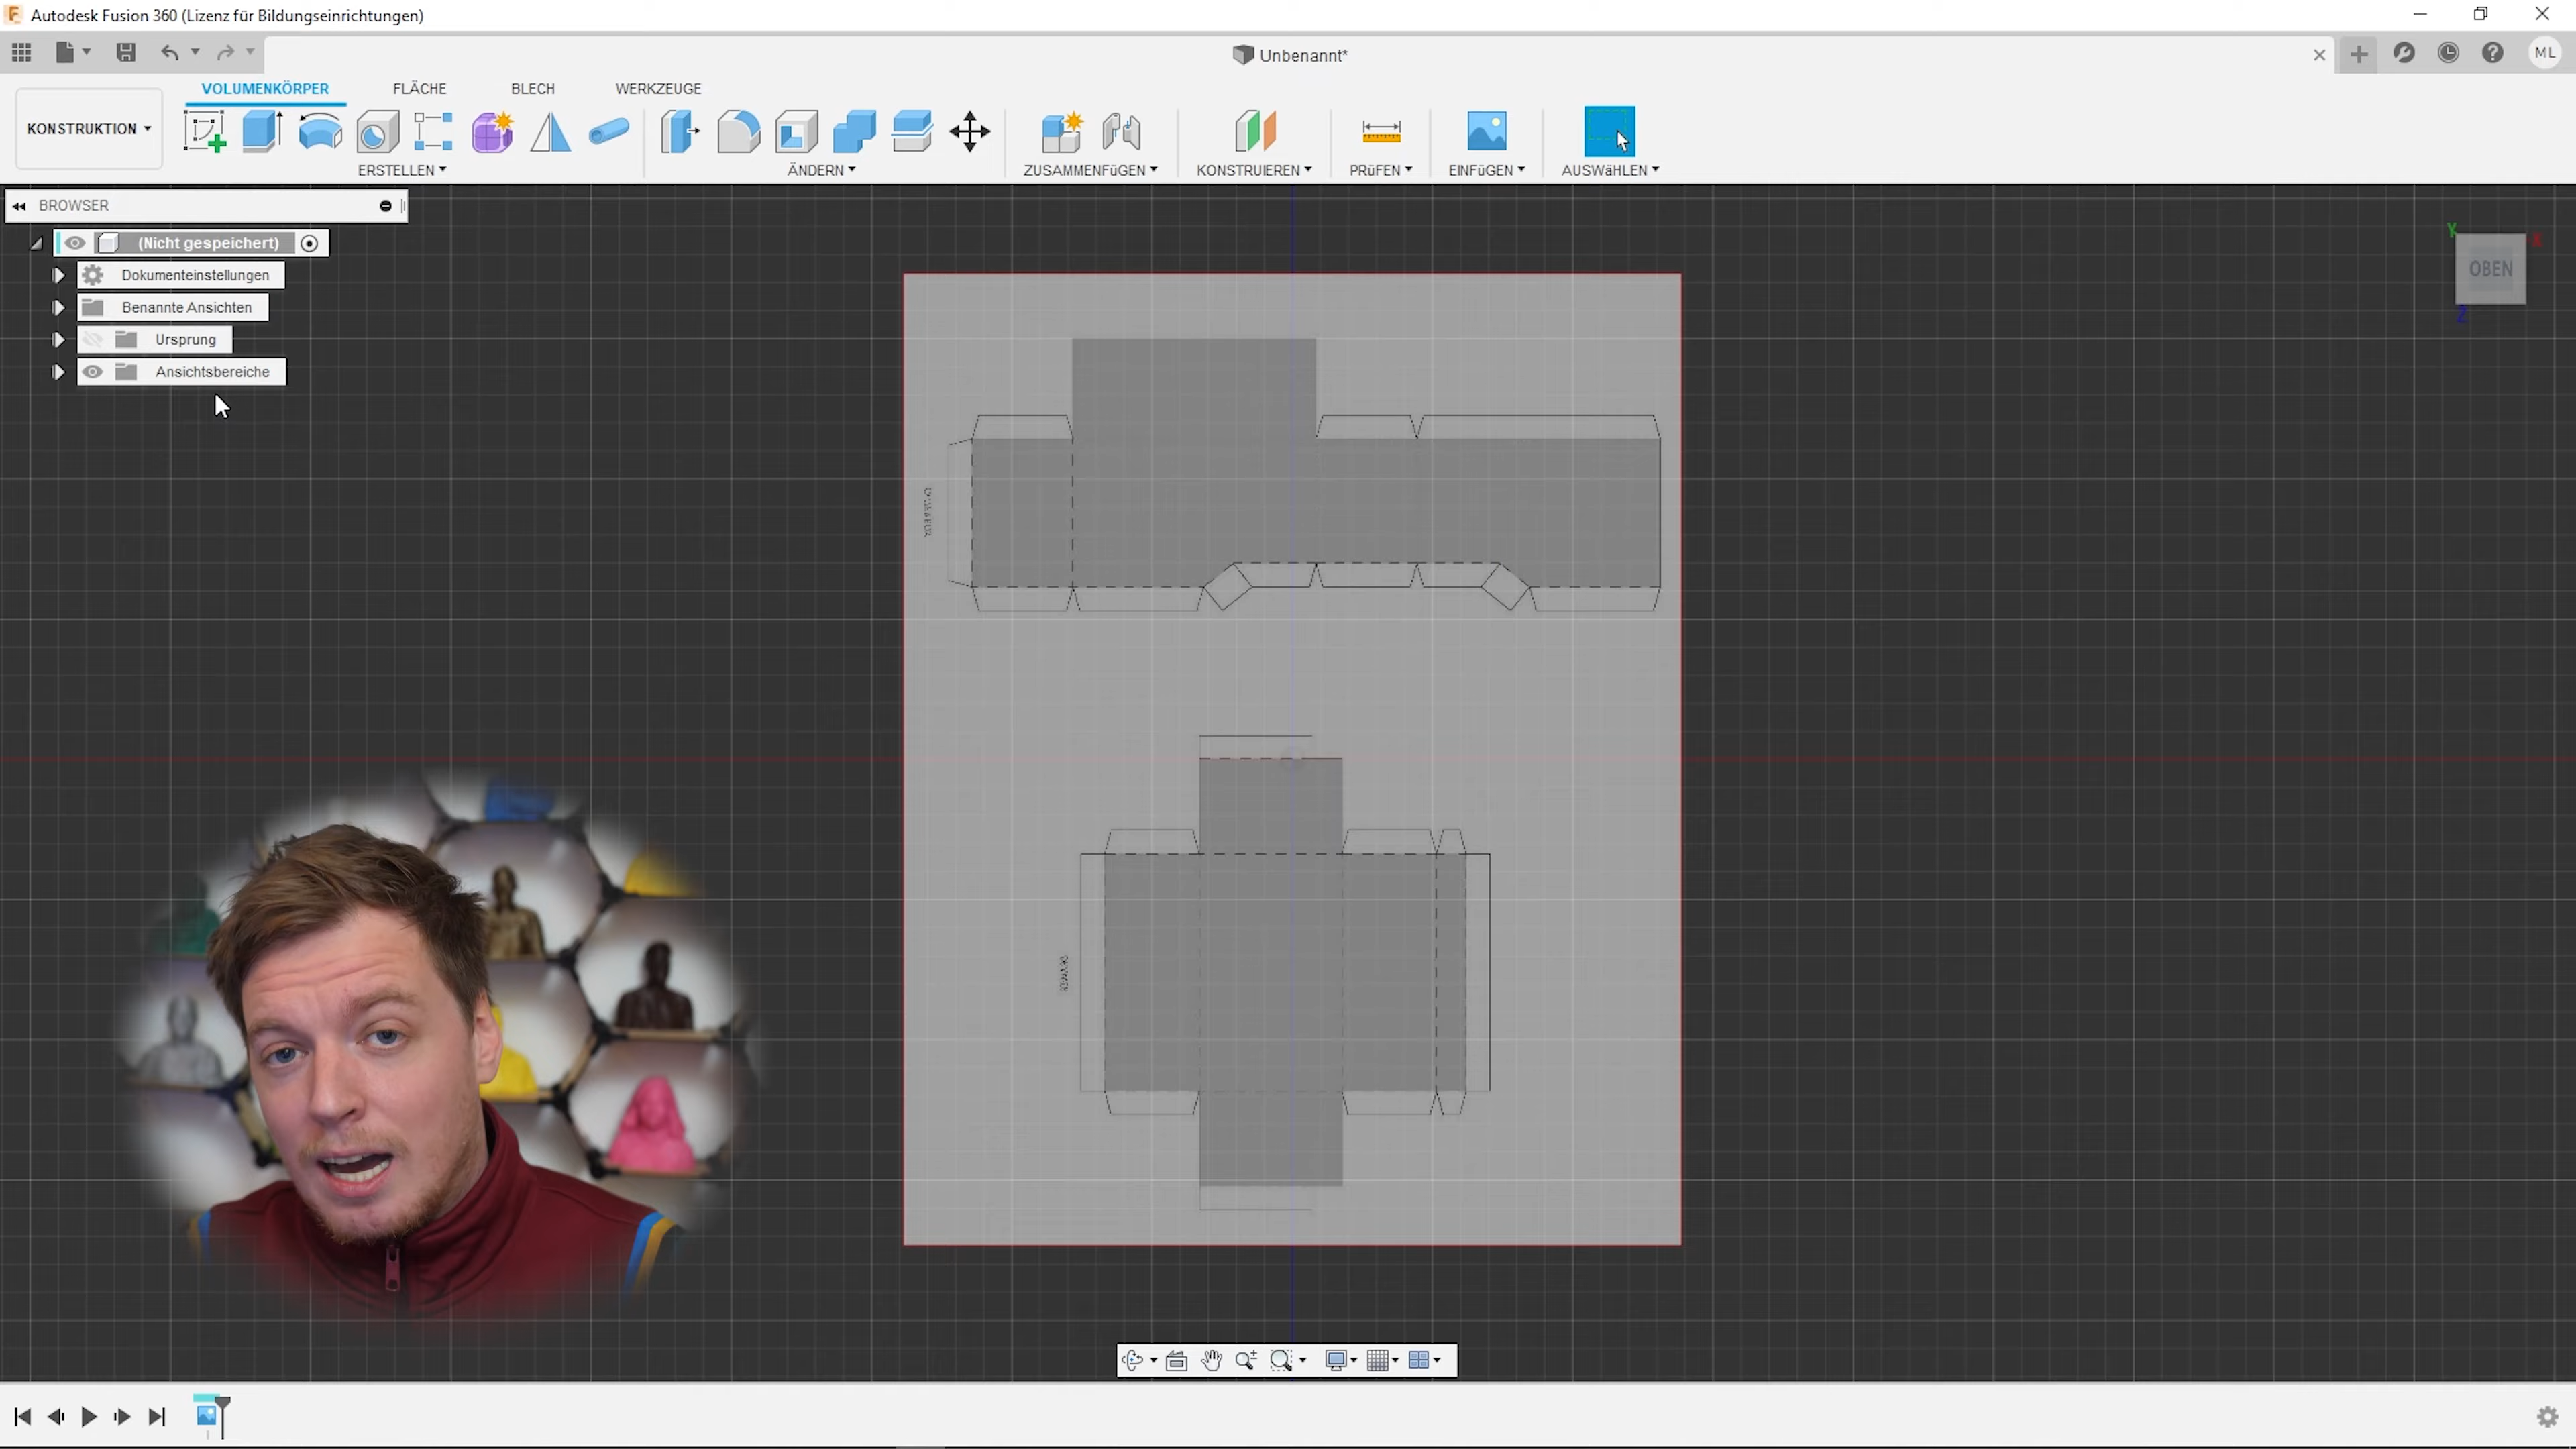 Autodesk Fusion 360 (Lizenz für Bildungseinrichtungen)
Unbenannt*
ML
KONSTRUKTION
VOLUMENKÖRPER
FLÄCHE
BLECH
WERKZEUGE
ERSTELLEN
ÄNDERN
ZUSAMMENFüGEN
KONSTRUIEREN
PRüFEN
EINFüGEN
AUSWäHLEN
BROWSER
(Nicht gespeichert)
Dokumenteinstellungen
Benannte Ansichten
Ursprung
Ansichtsbereiche
Y
X
OBEN
Z